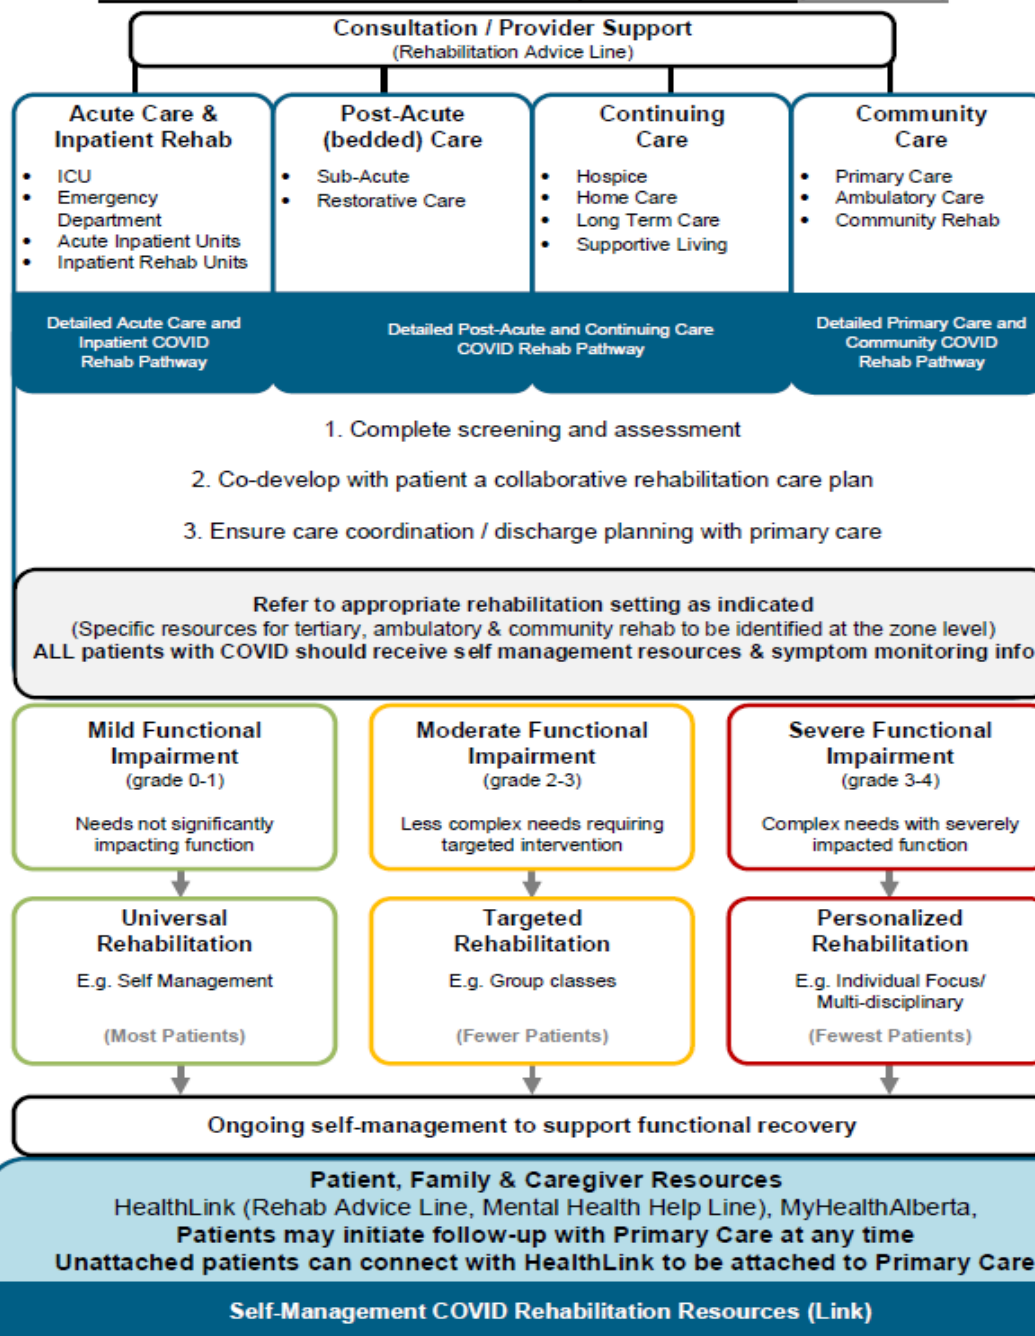 Consultation / Provider Support
(Rehabilitation Advice Line)
Acute Care &
Inpatient Rehab
• ICU
• Emergency
Department
• Acute Inpatient Units
• Inpatient Rehab Units
Post-Acute
(bedded) Care
• Sub-Acute
• Restorative Care
Continuing
Care
• Hospice
• Home Care
• Long Term Care
• Supportive Living
Community
Care
• Primary Care
• Ambulatory Care
• Community Rehab
Detailed Acute Care and
Inpatient COVID
Rehab Pathway
Detailed Post-Acute and Continuing Care
COVID Rehab Pathway
Detailed Primary Care and
Community COVID
Rehab Pathway
1. Complete screening and assessment
2. Co-develop with patient a collaborative rehabilitation care plan
3. Ensure care coordination / discharge planning with primary care
Refer to appropriate rehabilitation setting as indicated
(Specific resources for tertiary, ambulatory & community rehab to be identified at the zone level)
ALL patients with COVID should receive self management resources & symptom monitoring info
Mild Functional
Impairment
(grade 0-1)
Needs not significantly
impacting function
Moderate Functional
Impairment
(grade 2-3)
Less complex needs requiring
targeted intervention
Severe Functional
Impairment
(grade 3-4)
Complex needs with severely
impacted function
Universal
Rehabilitation
E.g. Self Management
(Most Patients)
Targeted
Rehabilitation
E.g. Group classes
(Fewer Patients)
Personalized
Rehabilitation
E.g. Individual Focus/
Multi-disciplinary
(Fewest Patients)
Ongoing self-management to support functional recovery
Patient, Family & Caregiver Resources
HealthLink (Rehab Advice Line, Mental Health Help Line), MyHealthAlberta,
Patients may initiate follow-up with Primary Care at any time
Unattached patients can connect with HealthLink to be attached to Primary Care
Self-Management COVID Rehabilitation Resources (Link)